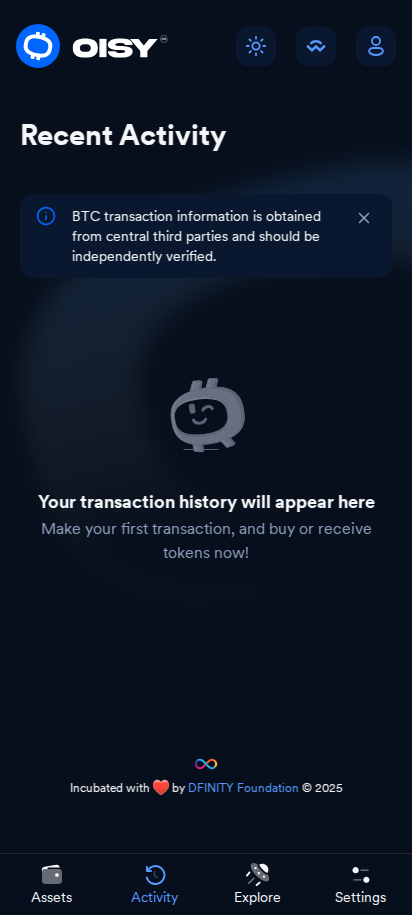 OISY
Recent Activity
BTC transaction information is obtained
from central third parties and should be
independently verified.
Your transaction history will appear here
Make your first transaction, and buy or receive
tokens now!
Incubated with ❤️ by DFINITY Foundation © 2025
Assets
Activity
Explore
Settings